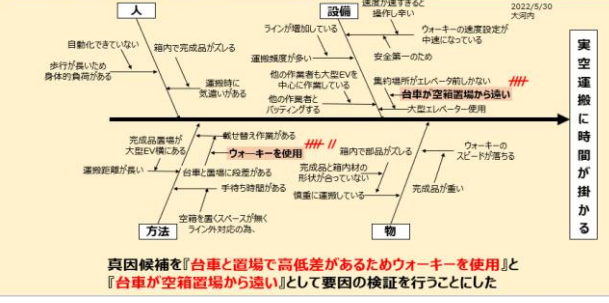 人
設備
速度が速すぎると
操作し辛い
2022/5/30
大河内
ラインが増加している
ウォーキーの速度設定が
中速になっている
自動化できていない
箱内で完成品がズレる
運搬頻度が多い
安全第一のため
歩行が長いため
身体的負荷がある
他の作業者も大型EVを
中心に作業している
集約場所がエレベータ前しかない
台車が空箱置場から遠い
運搬時に
気遣いがある
他の作業者と
バッティングする
大型エレベーター使用
実空運搬に時間が掛かる
完成品置場が
大型EV横にある
載せ替え作業がある
ウォーキーを使用
箱内で部品がズレる
ウォーキーの
スピードが落ちる
運搬距離が長い
台車と置場に段差がある
完成品と箱内材の
形状が合っていない
手待ち時間がある
慎重に運搬している
完成品が重い
空箱を置くスペースが無く
ライン外対応の為、
方法
物
真因候補を『台車と置場で高低差があるためウォーキーを使用』と
『台車が空箱置場から遠い』として要因の検証を行うことにした